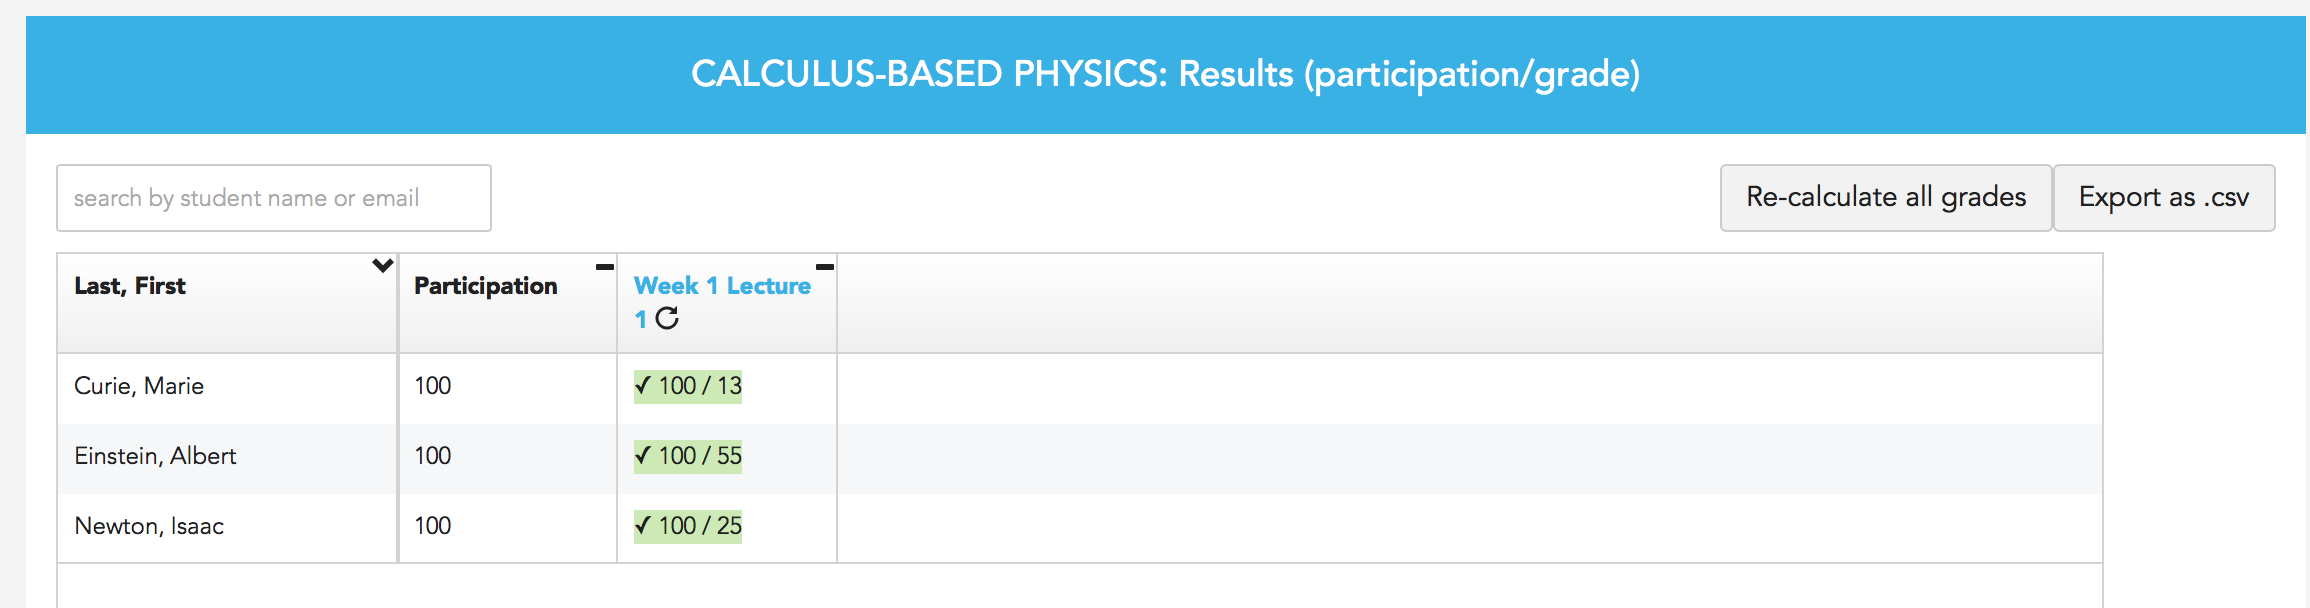 CALCULUS-BASED PHYSICS: Results (participation/grade)
search by student name or email
Re-calculate all grades
Export as .csv
Last, First
Participation
Week 1 Lecture
1
Curie, Marie
100
✓ 100 / 13
Einstein, Albert
100
✓ 100 / 55
Newton, Isaac
100
✓ 100 / 25